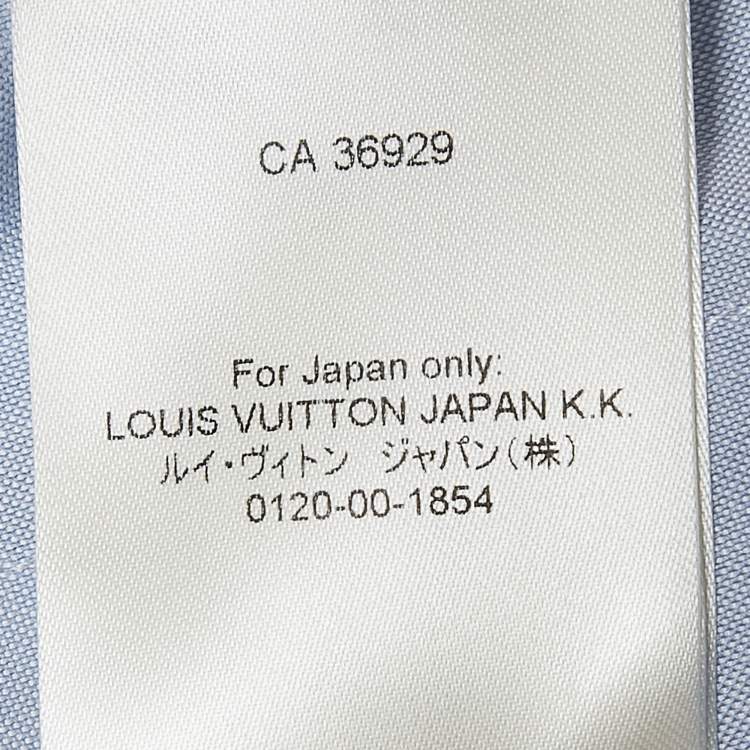 CA 36929
For Japan only:
LOUIS VUITTON JAPAN K.K.
ルイ・ヴィトン　ジャパン(株)
0120-00-1854